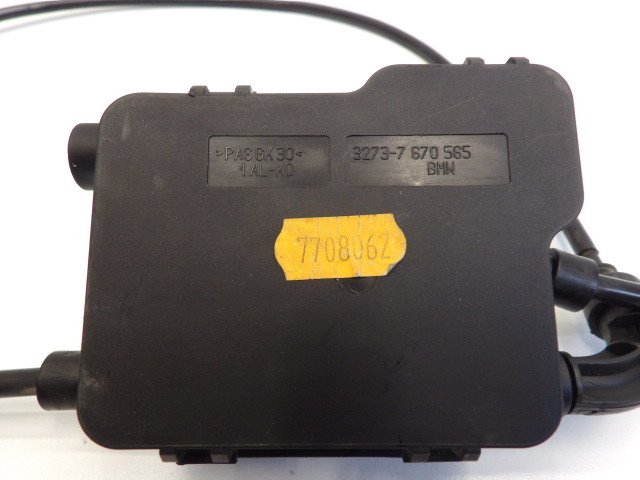 >PA6GK30<
1AL-KO
3273-7 670 565
BMW
7708062